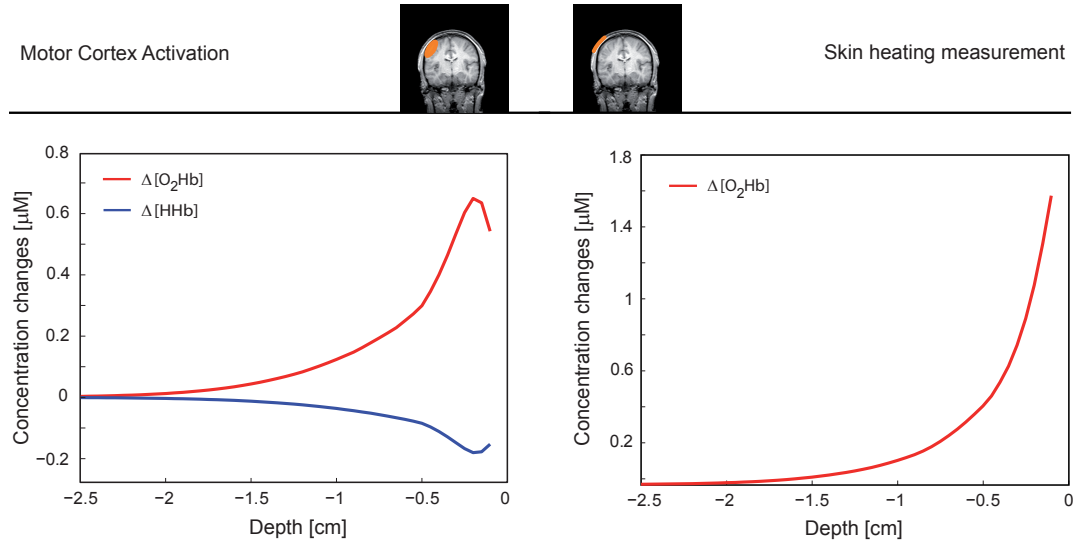 Motor Cortex Activation
Skin heating measurement
Concentration changes [μM]
0.8
0.6
0.4
0.2
0
−0.2
Δ[O₂Hb]
Δ[HHb]
−2.5
−2
−1.5
−1
−0.5
0
Depth [cm]
Concentration changes [μM]
1.8
1.4
1
0.6
0.2
Δ[O₂Hb]
−2.5
−2
−1.5
−1
−0.5
0
Depth [cm]